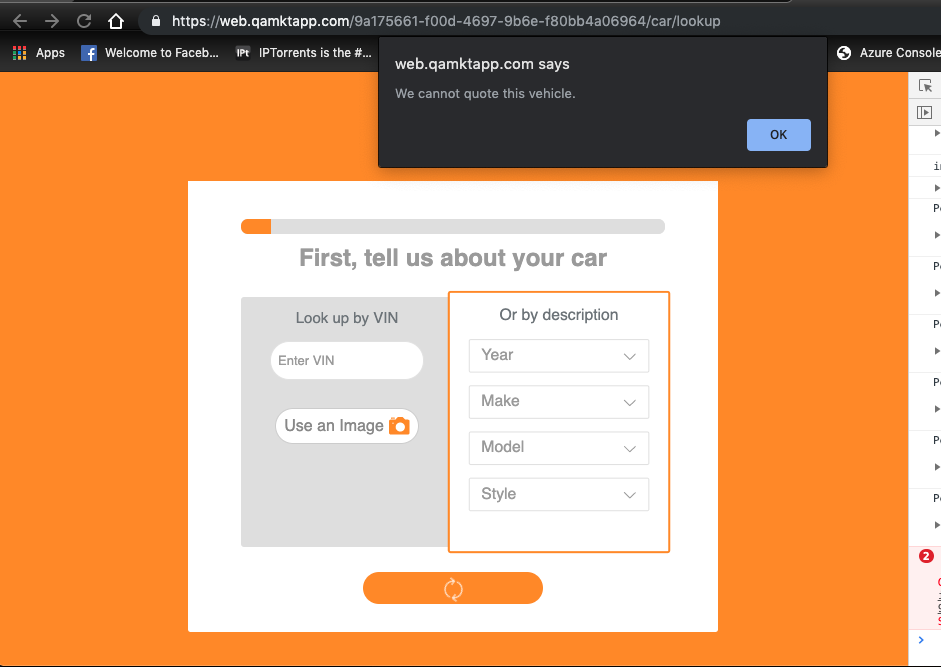 https://web.qamktapp.com/9a175661-f00d-4697-9b6e-f80bb4a06964/car/lookup
Apps Welcome to Faceb... IPT IPTorrents is the #... Azure Console
web.qamktapp.com says
We cannot quote this vehicle.
OK
First, tell us about your car
Look up by VIN
Enter VIN
Use an Image
Or by description
Year
Make
Model
Style
2